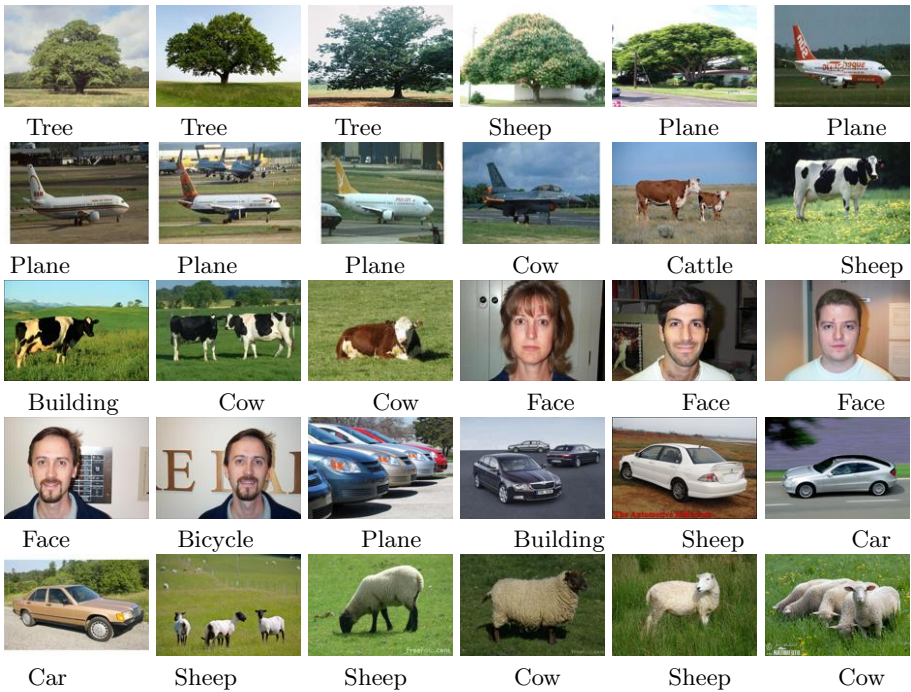 Tree Tree Tree Sheep Plane Plane
Plane Plane Plane Cow Cattle Sheep
Building Cow Cow Face Face Face
Face Bicycle Plane Building Sheep Car
Car Sheep Sheep Cow Sheep Cow